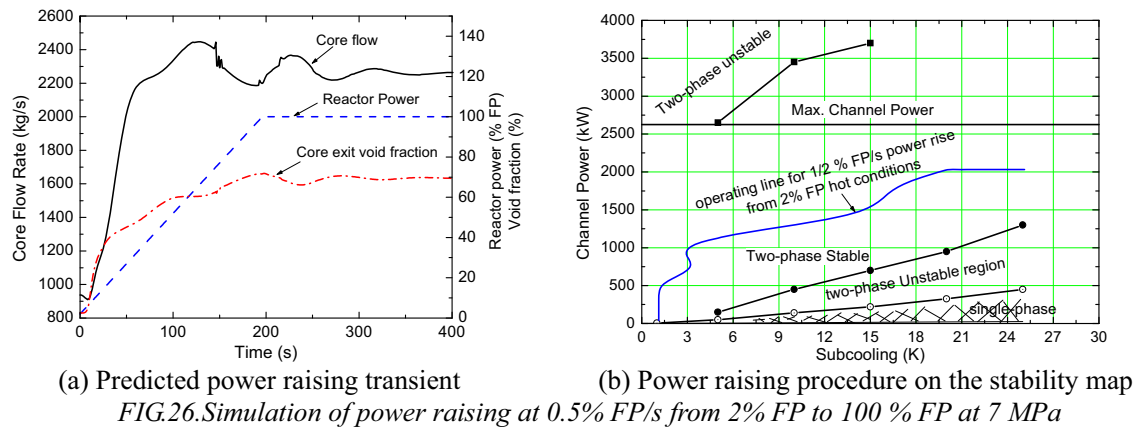 2600
2400
2200
2000
1800
1600
1400
1200
1000
800
Core Flow Rate (kg/s)
0
100
200
300
400
Time (s)
140
120
100
80
60
40
20
0
Reactor power (% FP)
Void fraction (%)
Core flow
Reactor Power
Core exit void fraction
(a) Predicted power raising transient
4000
3500
3000
2500
2000
1500
1000
500
0
Channel Power (kW)
0
3
6
9
12
15
18
21
24
27
30
Subcooling (K)
Two-phase unstable
Max. Channel Power
operating line for 1/2 % FP/s power rise
from 2% FP hot conditions
Two-phase Stable
two-phase Unstable region
single-phase
(b) Power raising procedure on the stability map
FIG.26.Simulation of power raising at 0.5% FP/s from 2% FP to 100 % FP at 7 MPa